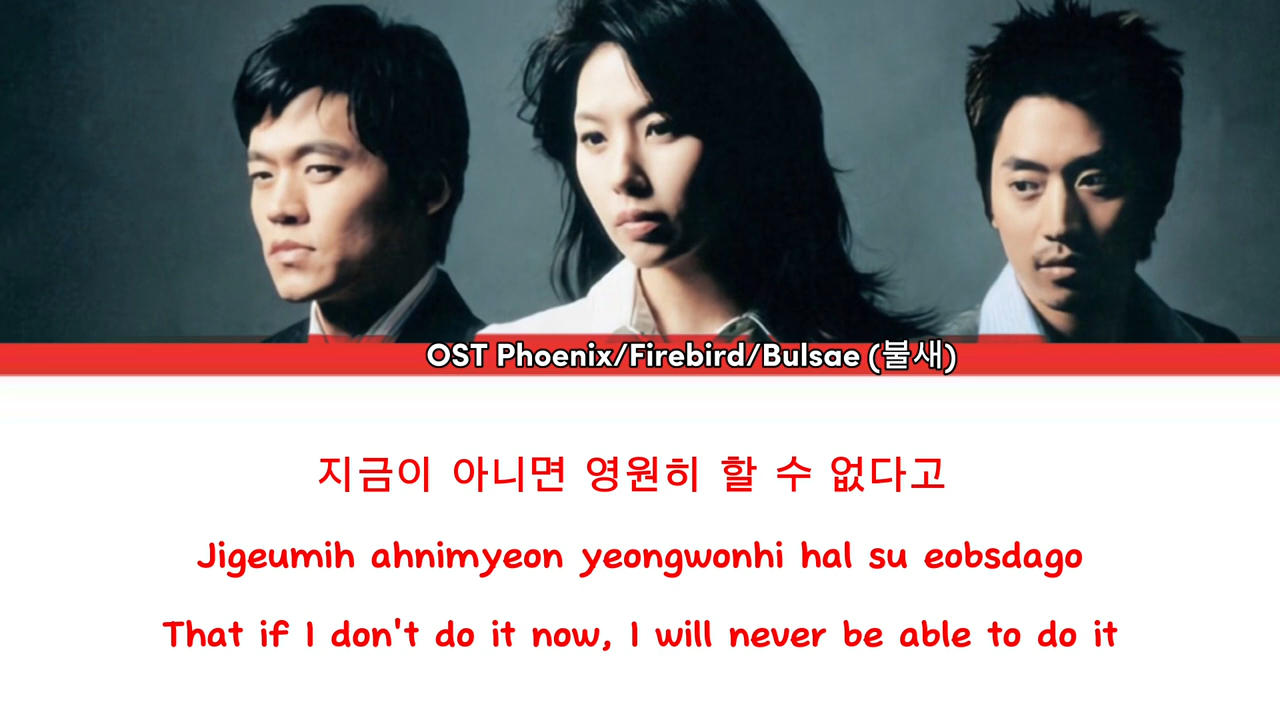 OST Phoenix/Firebird/Bulsae (불새)
지금이 아니면 영원히 할 수 없다고
Jigeumih ahnimyeon yeongwonhi hal su eobsdago
That if I don't do it now, I will never be able to do it